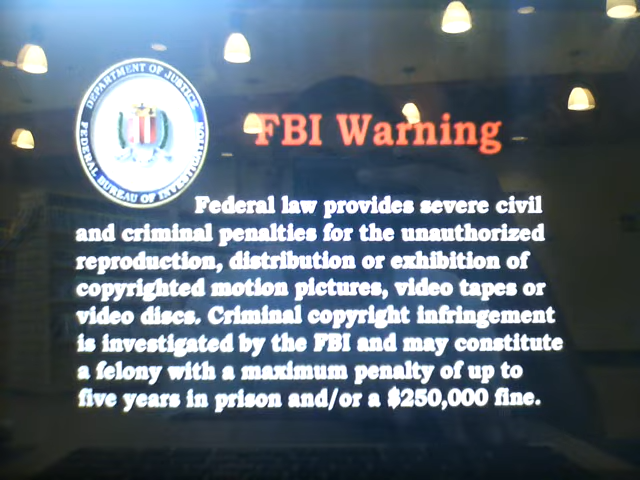 DEPARTMENT OF JUSTICE
FEDERAL BUREAU OF INVESTIGATION
FBI Warning
Federal law provides severe civil
and criminal penalties for the unauthorized
reproduction, distribution or exhibition of
copyrighted motion pictures, video tapes or
video discs. Criminal copyright infringement
is investigated by the FBI and may constitute
a felony with a maximum penalty of up to
five years in prison and/or a $250,000 fine.